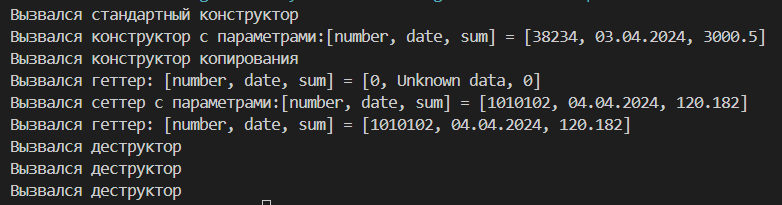 Вызвался стандартный конструктор
Вызвался конструктор с параметрами:[number, date, sum] = [38234, 03.04.2024, 3000.5]
Вызвался конструктор копирования
Вызвался геттер: [number, date, sum] = [0, Unknown data, 0]
Вызвался сеттер с параметрами:[number, date, sum] = [1010102, 04.04.2024, 120.182]
Вызвался геттер: [number, date, sum] = [1010102, 04.04.2024, 120.182]
Вызвался деструктор
Вызвался деструктор
Вызвался деструктор